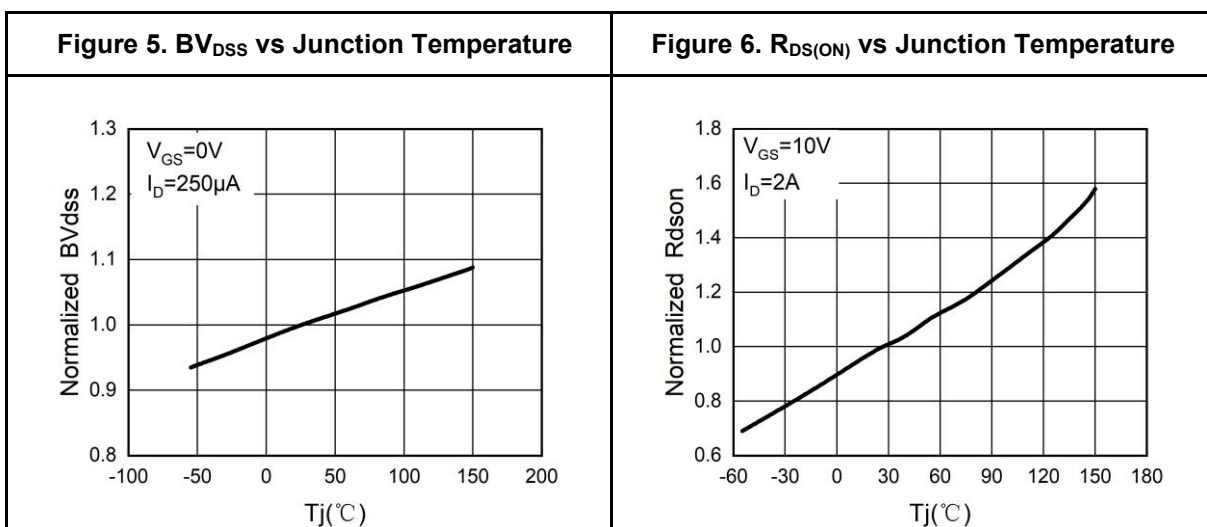 Figure 5. BVDSS vs Junction Temperature
Figure 6. RDS(ON) vs Junction Temperature
1.3
1.2
1.1
1.0
0.9
0.8
Normalized BVdss
VGS=0V
ID=250μA
-100 -50 0 50 100 150 200
Tj(℃)
1.8
1.6
1.4
1.2
1.0
0.8
0.6
Normalized Rdson
VGS=10V
ID=2A
-60 -30 0 30 60 90 120 150 180
Tj(℃)